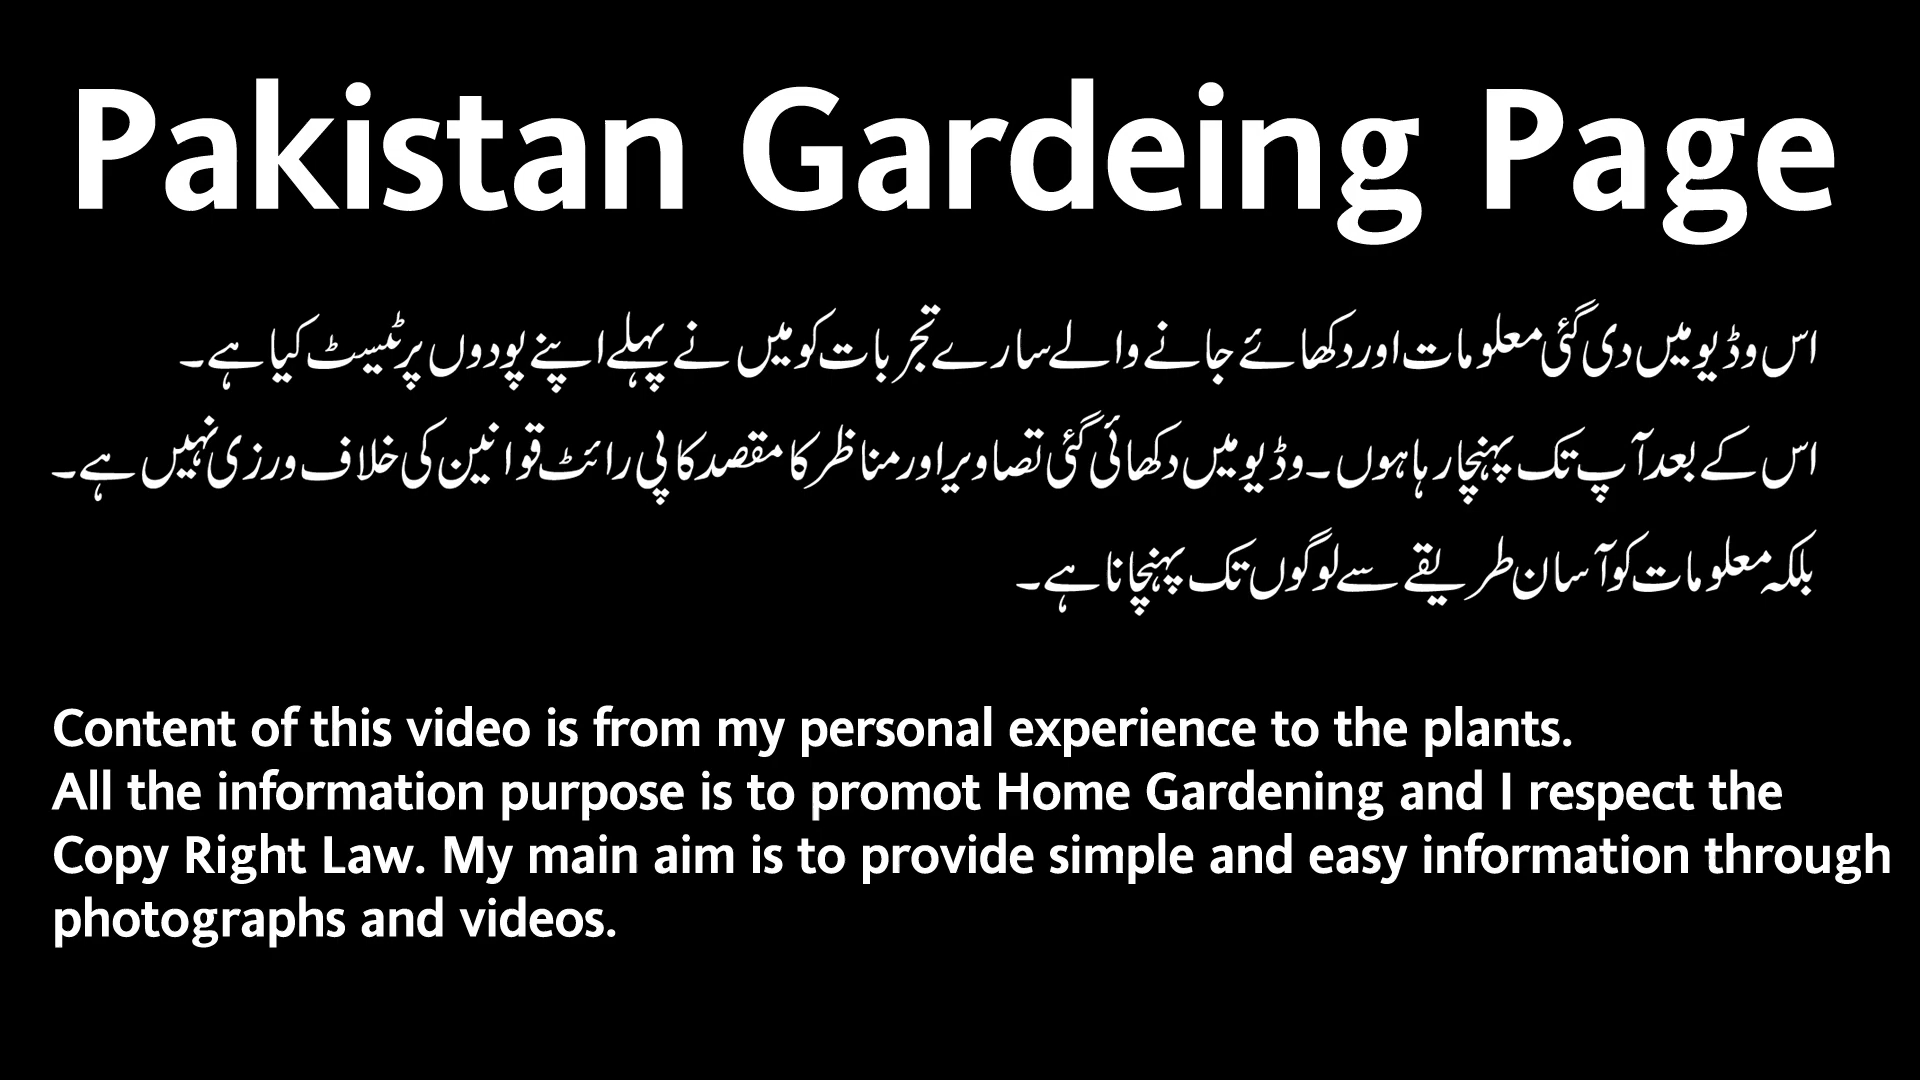 Pakistan Gardeing Page
اس وڈیو میں دی گئی معلومات اور دکھائے جانے والے سارے تجربات کو میں نے پہلے اپنے پودوں پر ٹیسٹ کیا ہے۔
اس کے بعد آپ تک پہنچا رہا ہوں۔ وڈیو میں دکھائی گئی تصاویر اور مناظر کا مقصد کاپی رائٹ قوانین کی خلاف ورزی نہیں ہے۔
بلکہ معلومات کو آسان طریقے سے لوگوں تک پہنچانا ہے۔
Content of this video is from my personal experience to the plants.
All the information purpose is to promot Home Gardening and I respect the
Copy Right Law. My main aim is to provide simple and easy information through
photographs and videos.